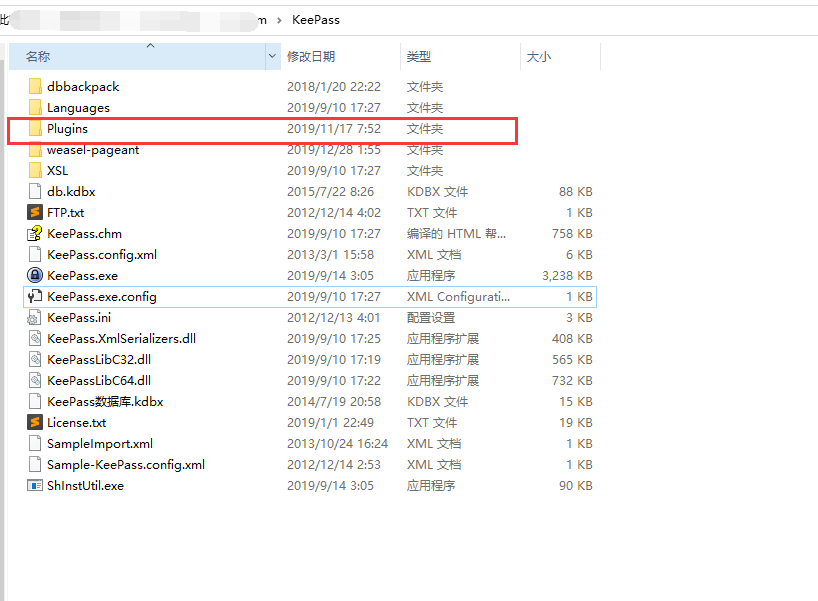 此 m › KeePass
名称 修改日期 类型 大小
dbbackpack 2018/1/20 22:22 文件夹
Languages 2019/9/10 17:27 文件夹
Plugins 2019/11/17 7:52 文件夹
weasel-pageant 2019/12/28 1:55 文件夹
XSL 2019/9/10 17:27 文件夹
db.kdbx 2015/7/22 8:26 KDBX 文件 88 KB
FTP.txt 2012/12/14 4:02 TXT 文件 1 KB
KeePass.chm 2019/9/10 17:27 编译的 HTML 帮... 758 KB
KeePass.config.xml 2013/3/1 15:58 XML 文档 6 KB
KeePass.exe 2019/9/14 3:05 应用程序 3,238 KB
KeePass.exe.config 2019/9/10 17:27 XML Configurati... 1 KB
KeePass.ini 2012/12/13 4:01 配置设置 3 KB
KeePass.XmlSerializers.dll 2019/9/10 17:25 应用程序扩展 408 KB
KeePassLibC32.dll 2019/9/10 17:19 应用程序扩展 565 KB
KeePassLibC64.dll 2019/9/10 17:22 应用程序扩展 732 KB
KeePass数据库.kdbx 2014/7/19 20:58 KDBX 文件 15 KB
License.txt 2019/1/1 22:49 TXT 文件 19 KB
SampleImport.xml 2013/10/24 16:24 XML 文档 1 KB
Sample-KeePass.config.xml 2012/12/14 2:53 XML 文档 1 KB
ShInstUtil.exe 2019/9/14 3:05 应用程序 90 KB